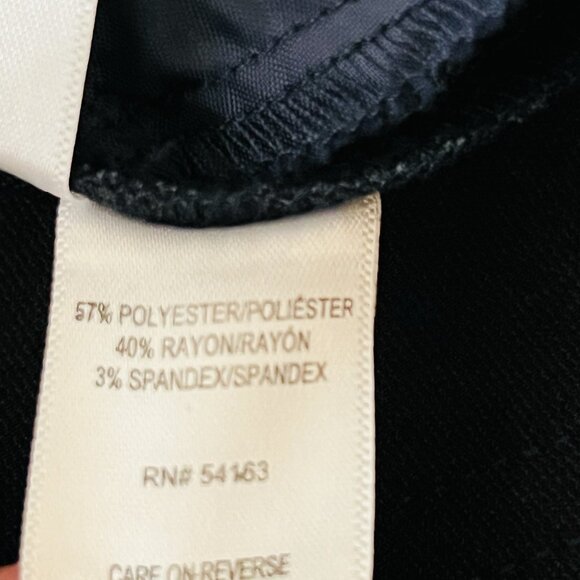 57% POLYESTER/POLIÉSTER
40% RAYON/RAYÓN
3% SPANDEX/SPANDEX
RN# 54163
CARE ON REVERSE